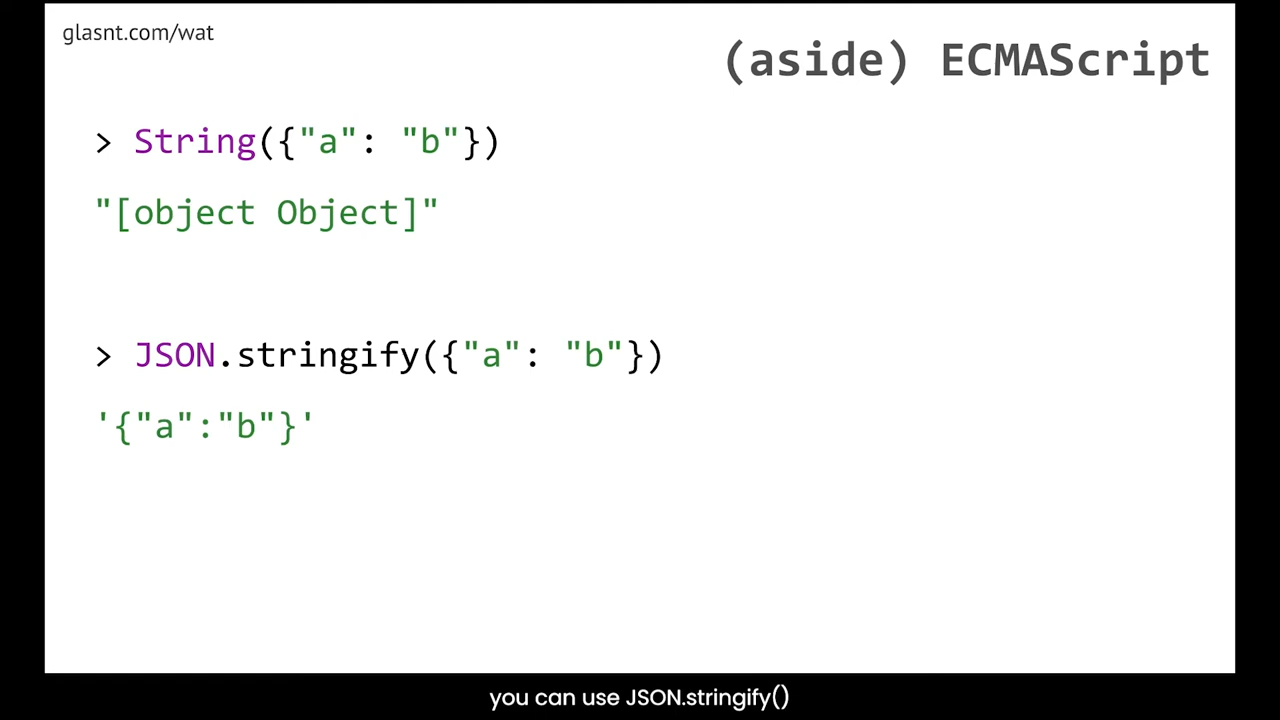 glasnt.com/wat
(aside) ECMAScript
> String({"a": "b"})
"[object Object]"
> JSON.stringify({"a": "b"})
'{"a":"b"}'
you can use JSON.stringify()